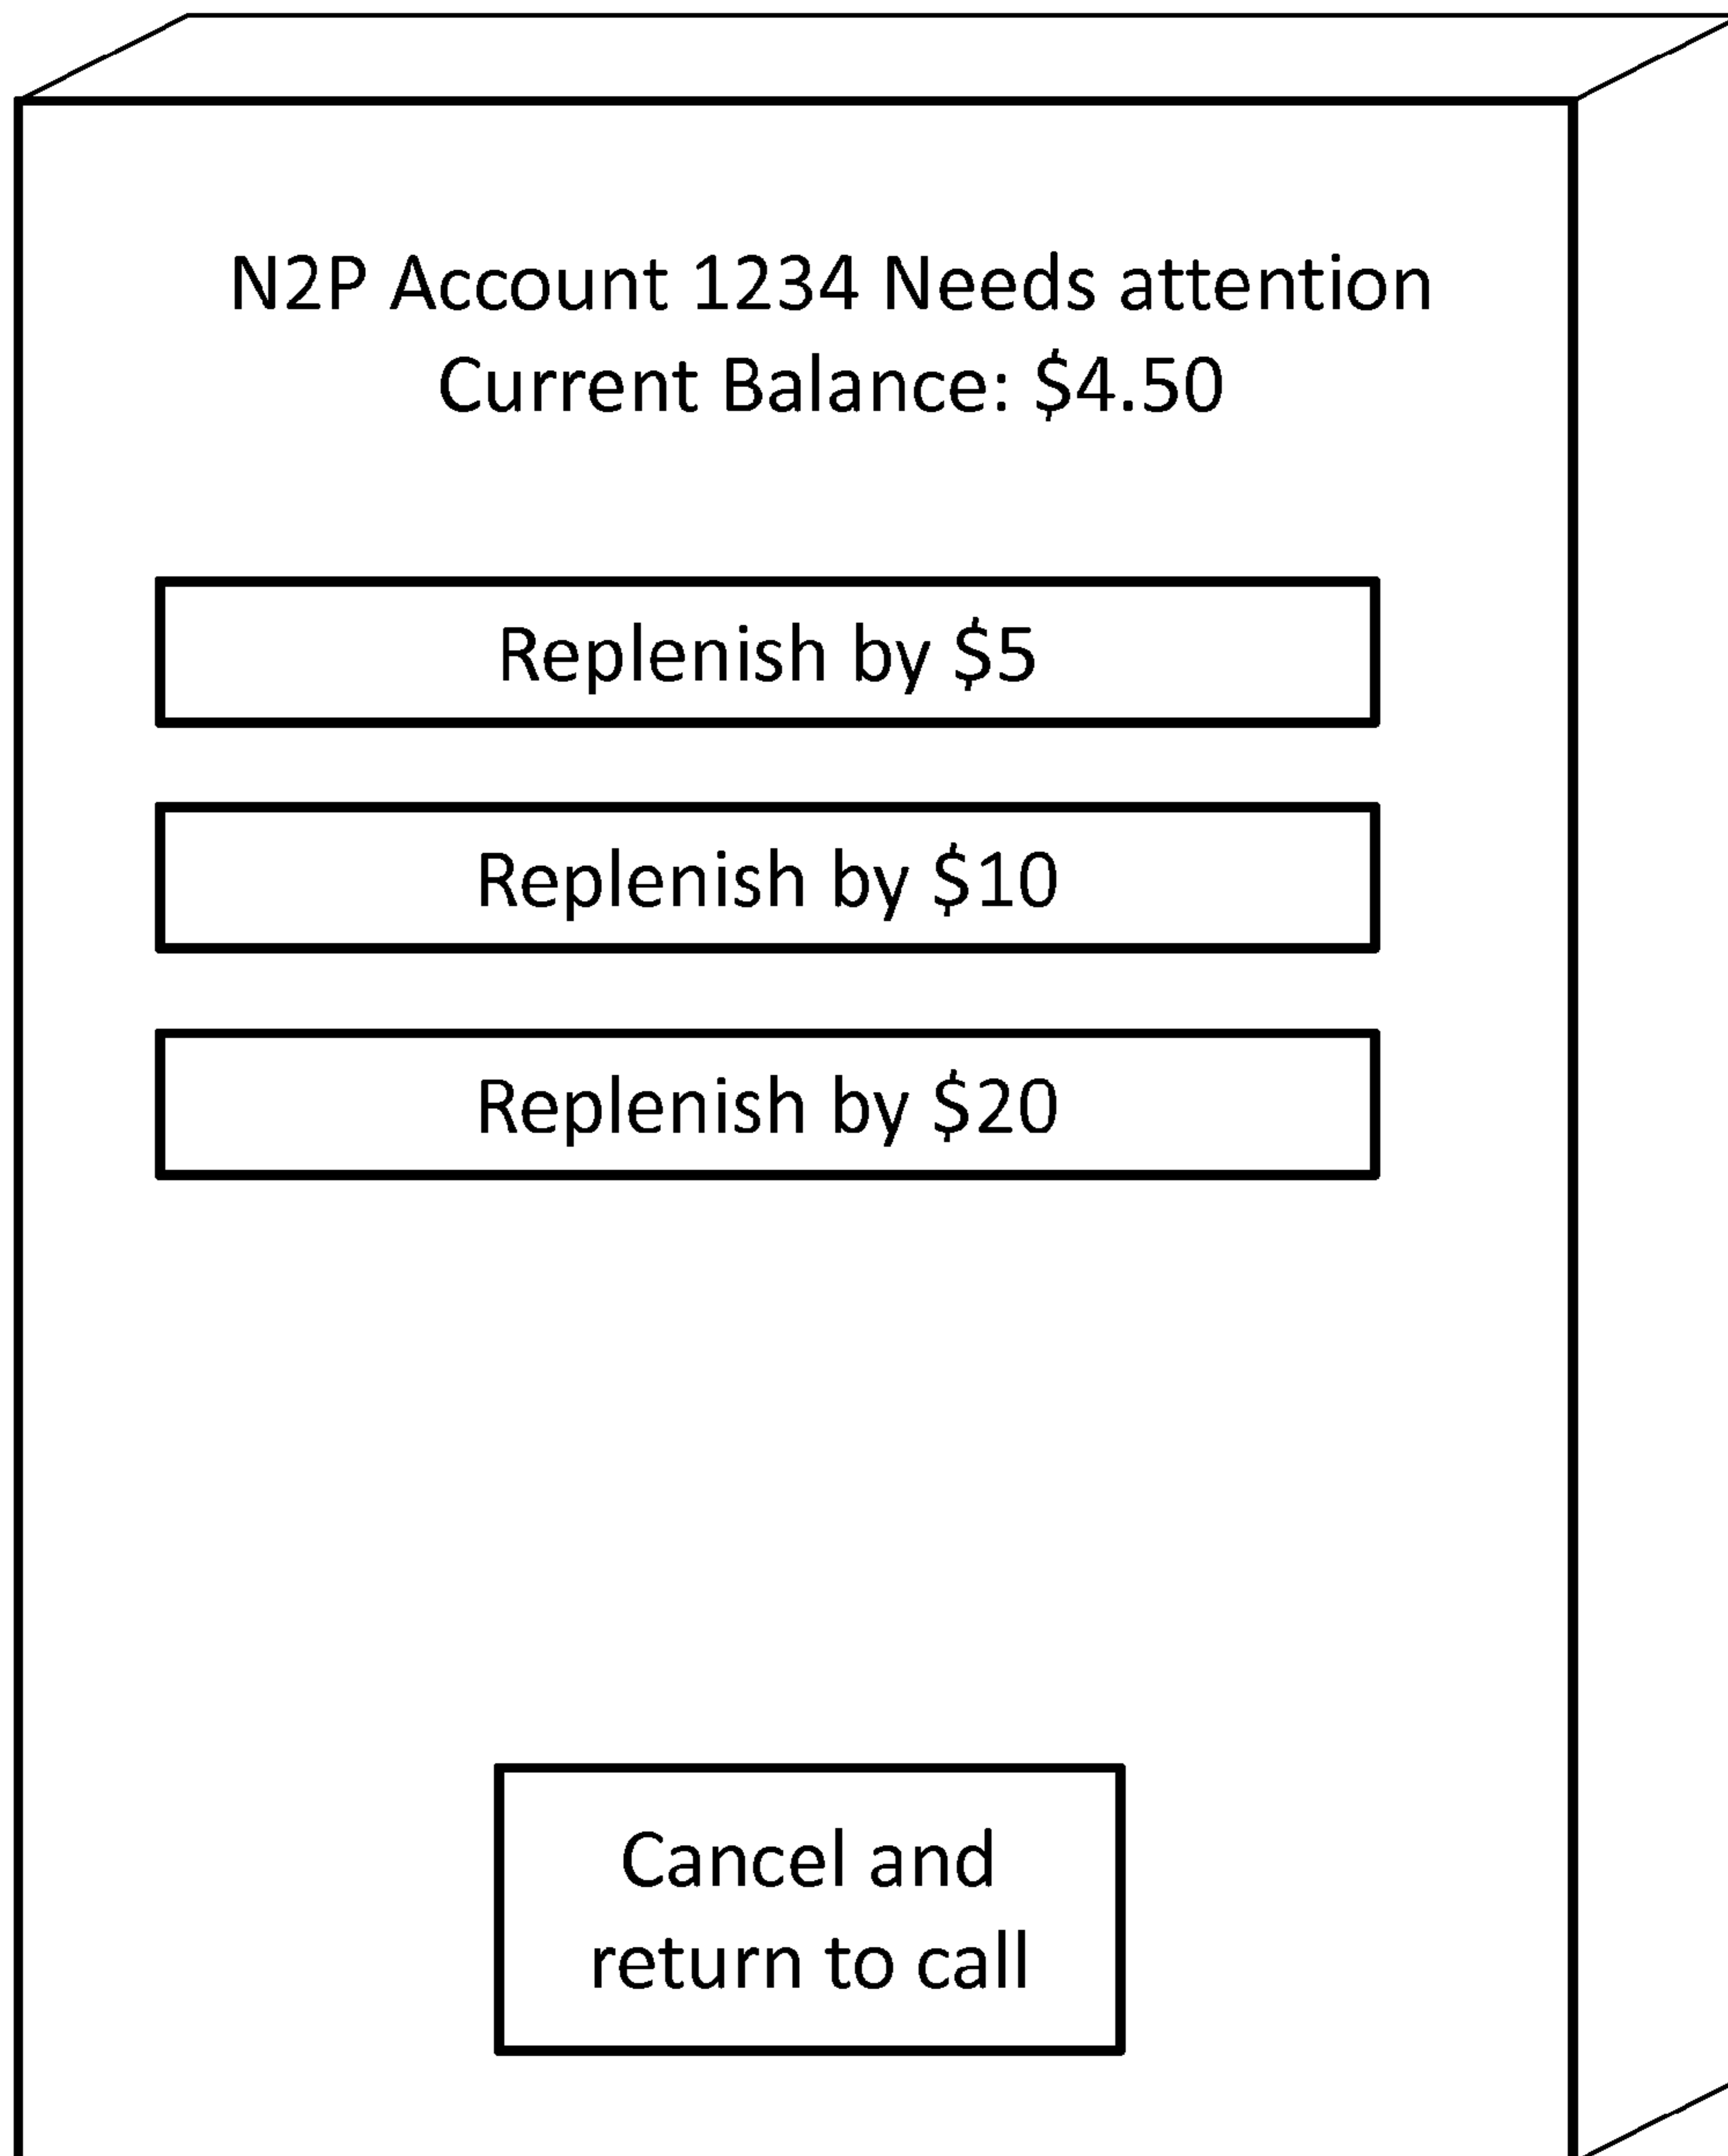 N2P Account 1234 Needs attention
Current Balance: $4.50
Replenish by $5
Replenish by $10
Replenish by $20
Cancel and
return to call